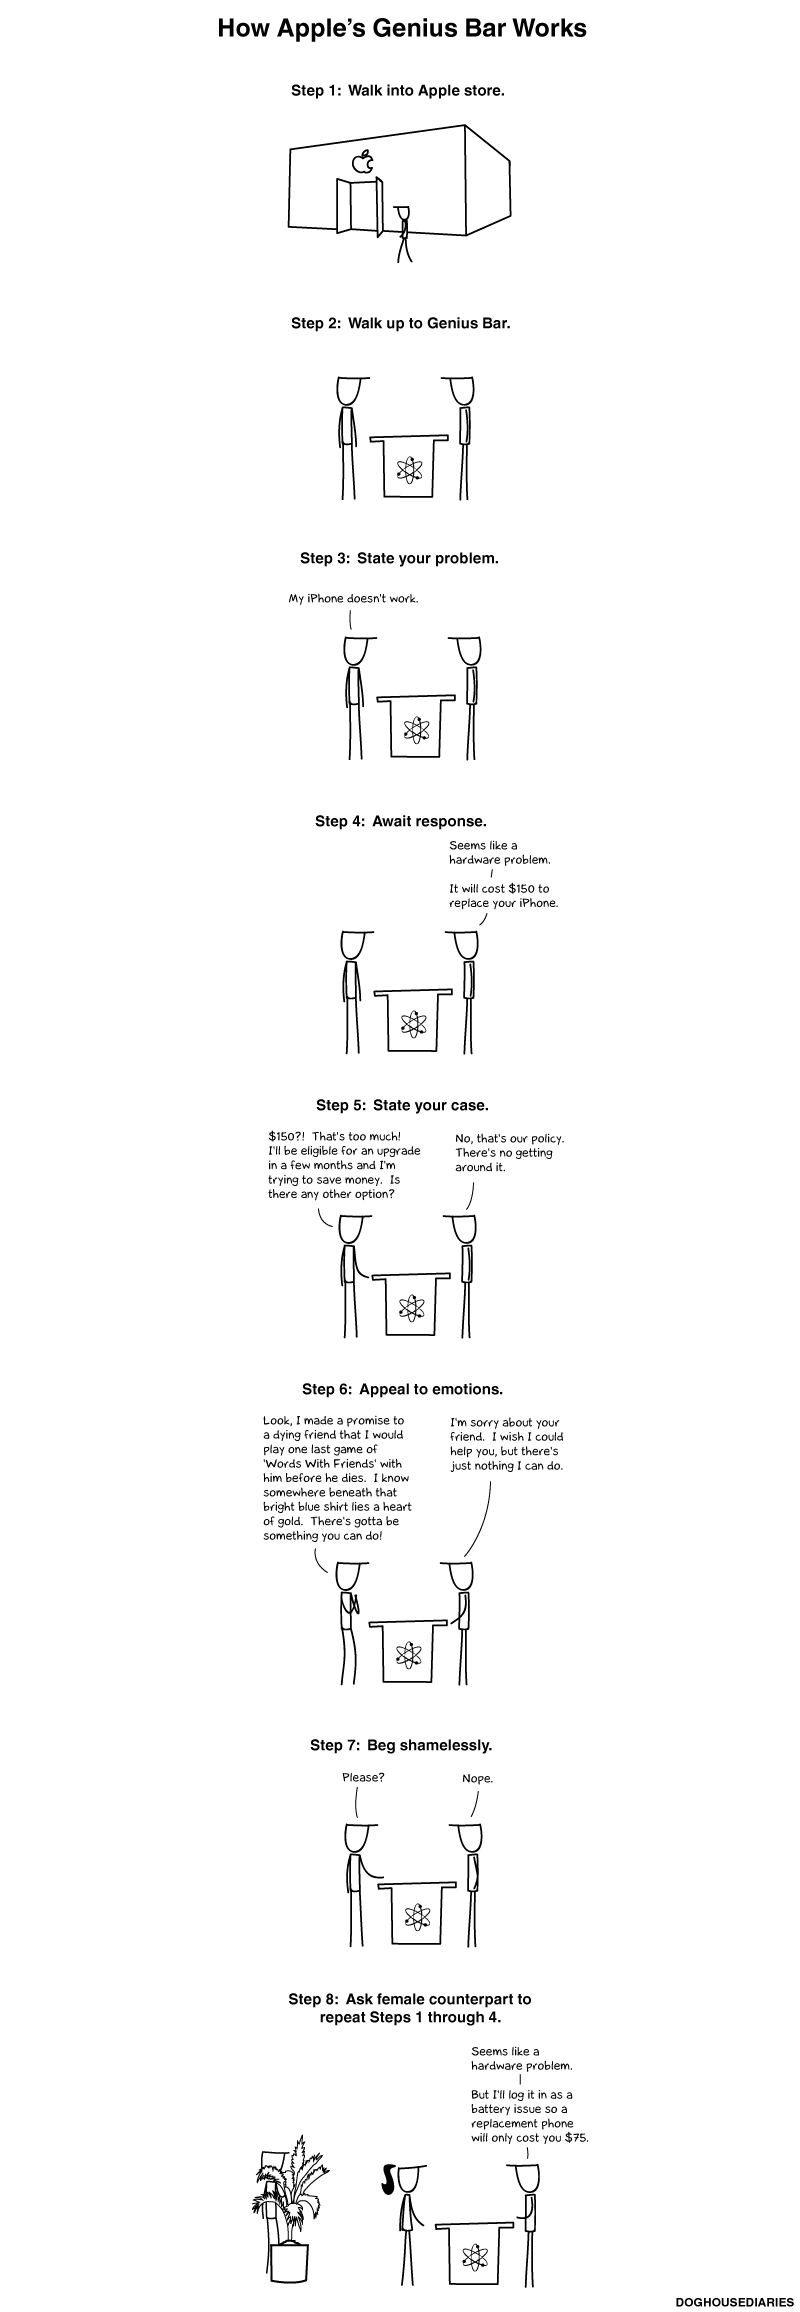 How Apple's Genius Bar Works
Step 1: Walk into Apple store.
Step 2: Walk up to Genius Bar.
Step 3: State your problem.
My iPhone doesn't work.
Step 4: Await response.
Seems like a
hardware problem.
It will cost $150 to
replace your iPhone.
Step 5: State your case.
$150?! That's too much!
I'll be eligible for an upgrade
in a few months and I'm
trying to save money. Is
there any other option?
No, that's our policy.
There's no getting
around it.
Step 6: Appeal to emotions.
Look, I made a promise to
a dying friend that I would
play one last game of
'Words With Friends' with
him before he dies. I know
somewhere beneath that
bright blue shirt lies a heart
of gold. There's gotta be
something you can do!
I'm sorry about your
friend. I wish I could
help you, but there's
just nothing I can do.
Step 7: Beg shamelessly.
Please?
Nope.
Step 8: Ask female counterpart to
repeat Steps 1 through 4.
Seems like a
hardware problem.
But I'll log it in as a
battery issue so a
replacement phone
will only cost you $75.
DOGHOUSEDIARIES